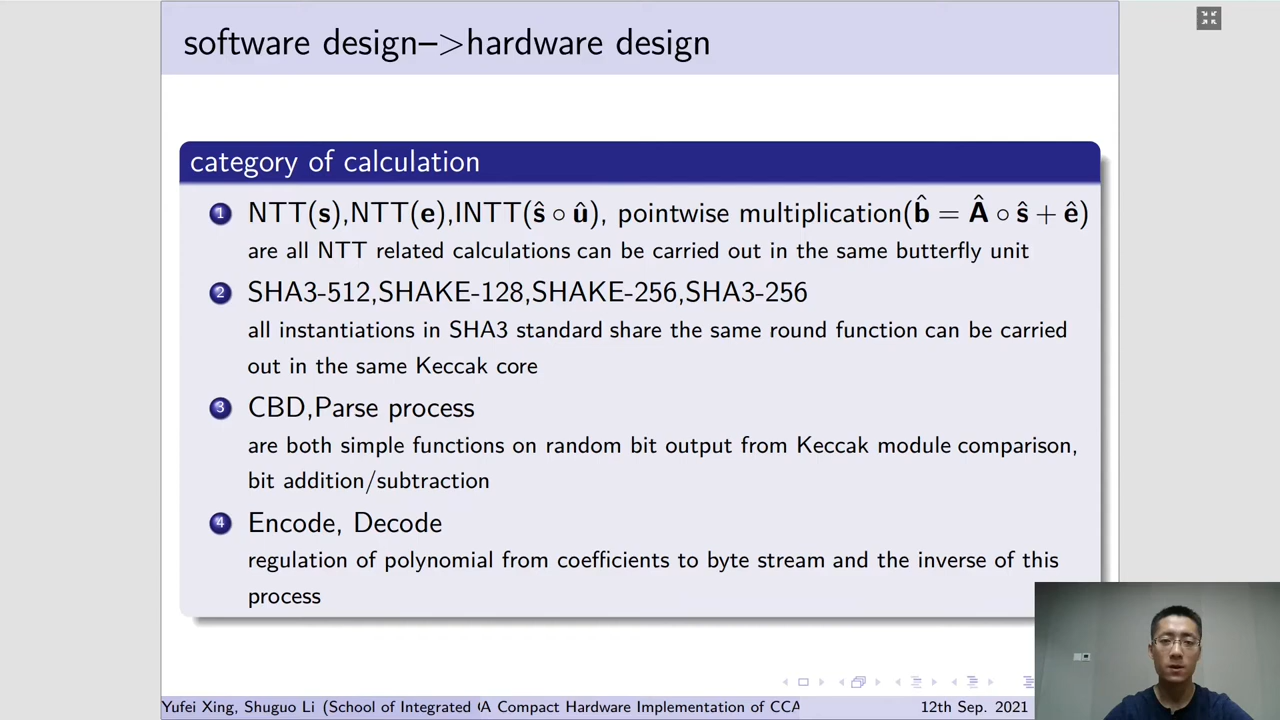 software design–>hardware design
category of calculation
1 NTT(s),NTT(e),INTT(ŝ ∘ û), pointwise multiplication(b̂ = Â ∘ ŝ + ê)
are all NTT related calculations can be carried out in the same butterfly unit
2 SHA3-512,SHAKE-128,SHAKE-256,SHA3-256
all instantiations in SHA3 standard share the same round function can be carried
out in the same Keccak core
3 CBD,Parse process
are both simple functions on random bit output from Keccak module comparison,
bit addition/subtraction
4 Encode, Decode
regulation of polynomial from coefficients to byte stream and the inverse of this
process
Yufei Xing, Shuguo Li (School of Integrated A Compact Hardware Implementation of CCA 12th Sep. 2021